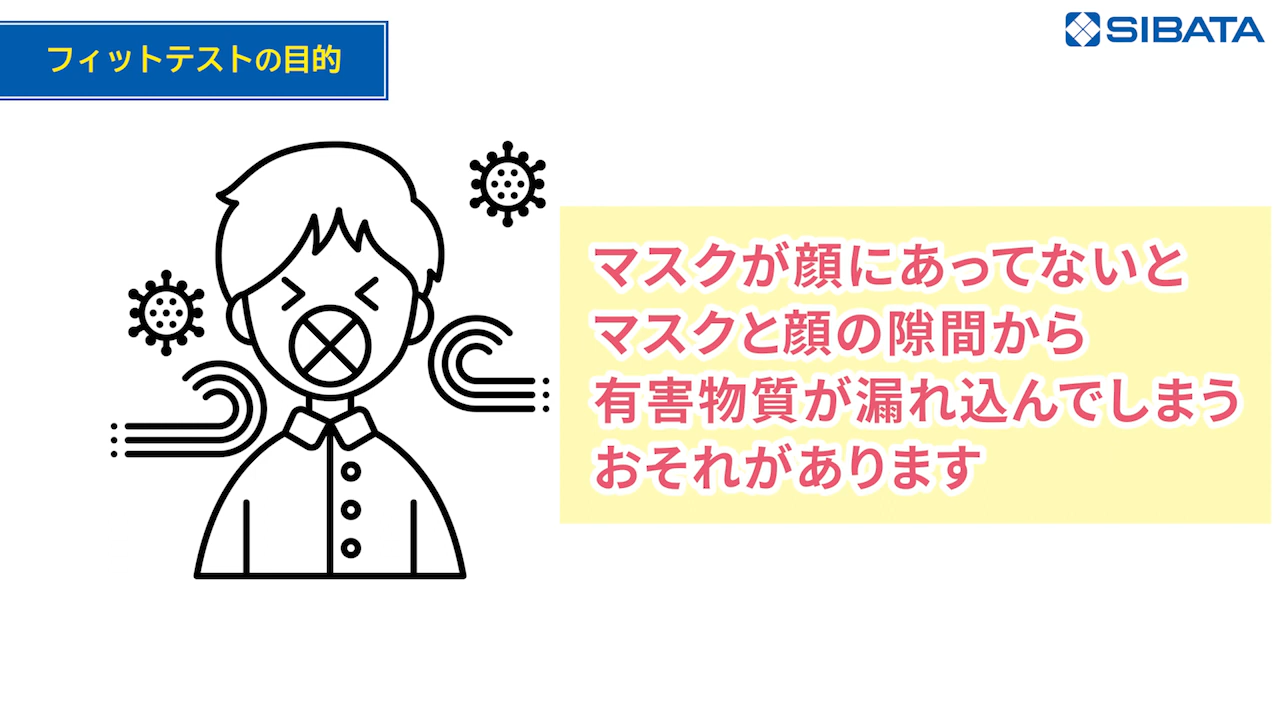 フィットテストの目的
SIBATA
マスクが顔にあってないと
マスクと顔の隙間から
有害物質が漏れ込んでしまう
おそれがあります